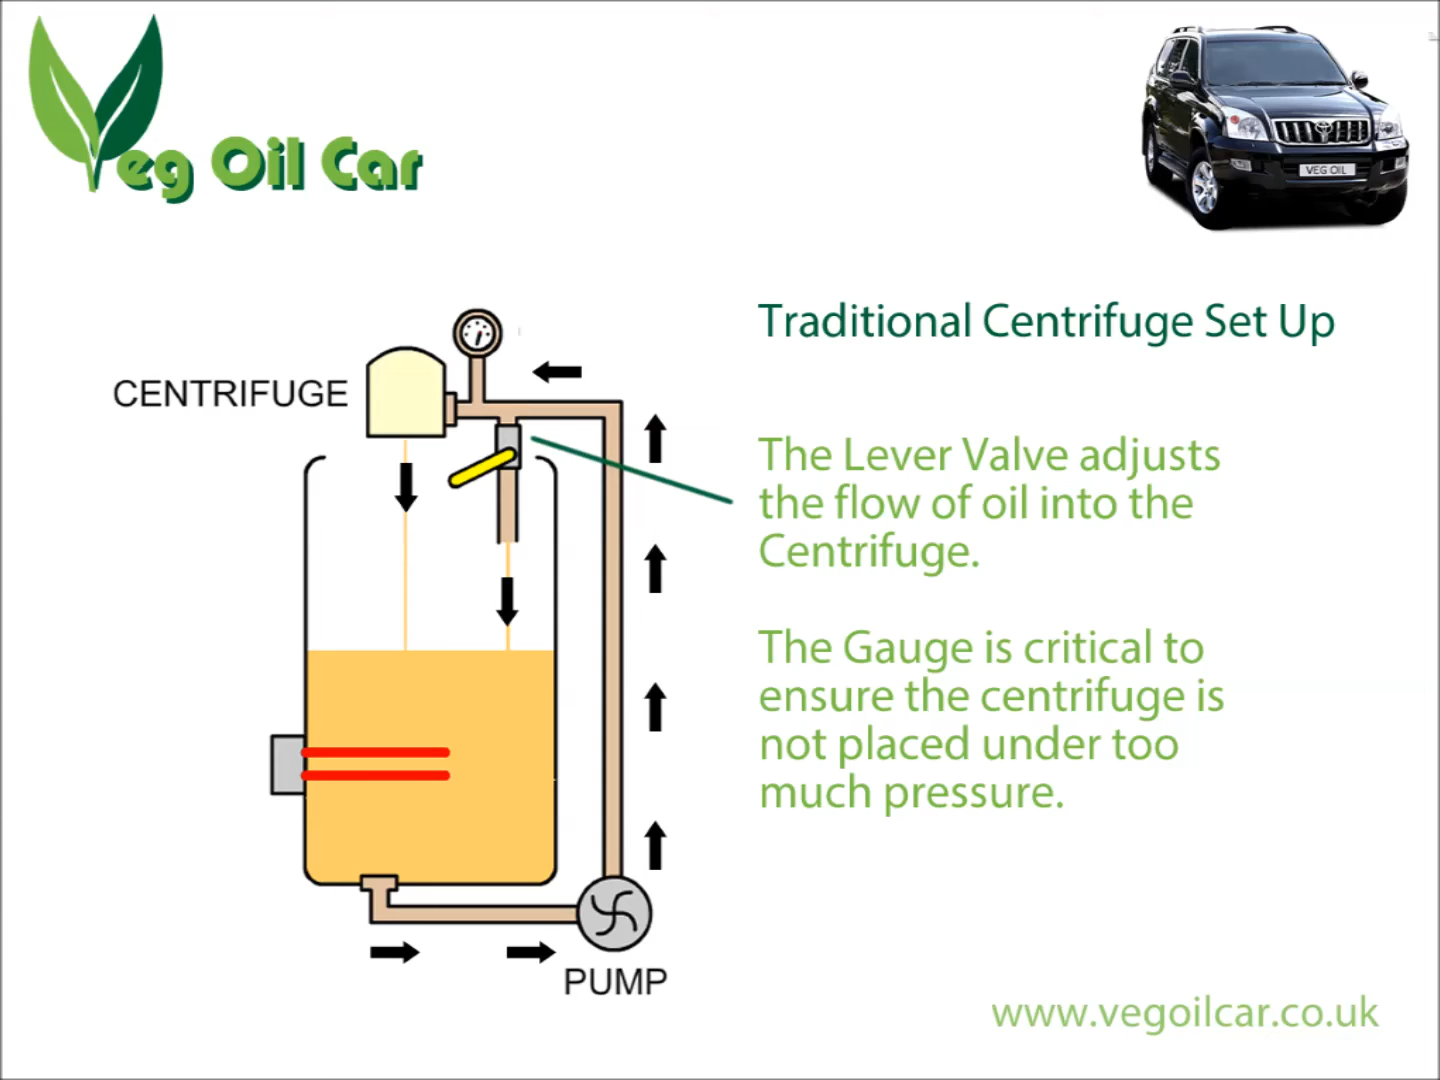 Veg Oil Car
VEG OIL
Traditional Centrifuge Set Up
CENTRIFUGE
The Lever Valve adjusts
the flow of oil into the
Centrifuge.
The Gauge is critical to
ensure the centrifuge is
not placed under too
much pressure.
PUMP
www.vegoilcar.co.uk